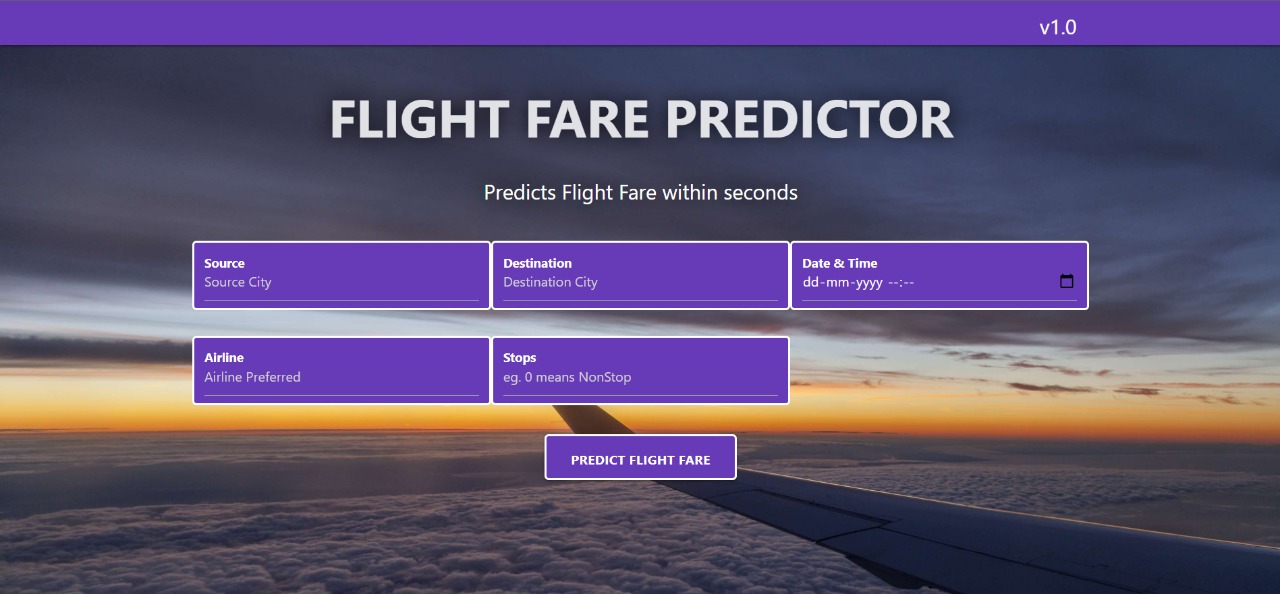 v1.0
FLIGHT FARE PREDICTOR
Predicts Flight Fare within seconds
Source
Source City
Destination
Destination City
Date & Time
dd-mm-yyyy --:--
Airline
Airline Preferred
Stops
eg. 0 means NonStop
PREDICT FLIGHT FARE